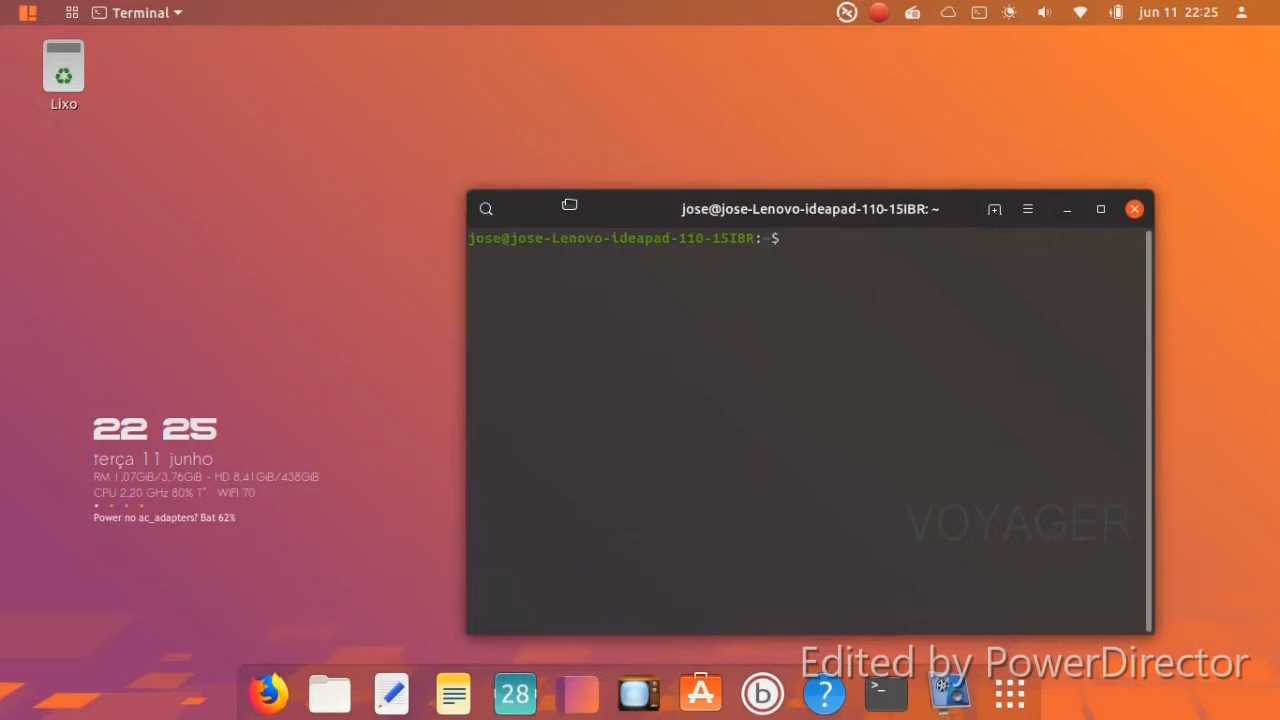 Terminal
jun 11 22:25
Lixo
jose@jose-Lenovo-ideapad-110-15IBR: ~
jose@jose-Lenovo-ideapad-110-15IBR:~$
22 25
terça 11 junho
RM 1,07GiB/3,76GiB - HD 8,41GiB/438GiB
CPU 2,20 GHz 80% T° WIFI 70
Power no ac_adapters? Bat 62%
VOYAGER
Edited by PowerDirector
28